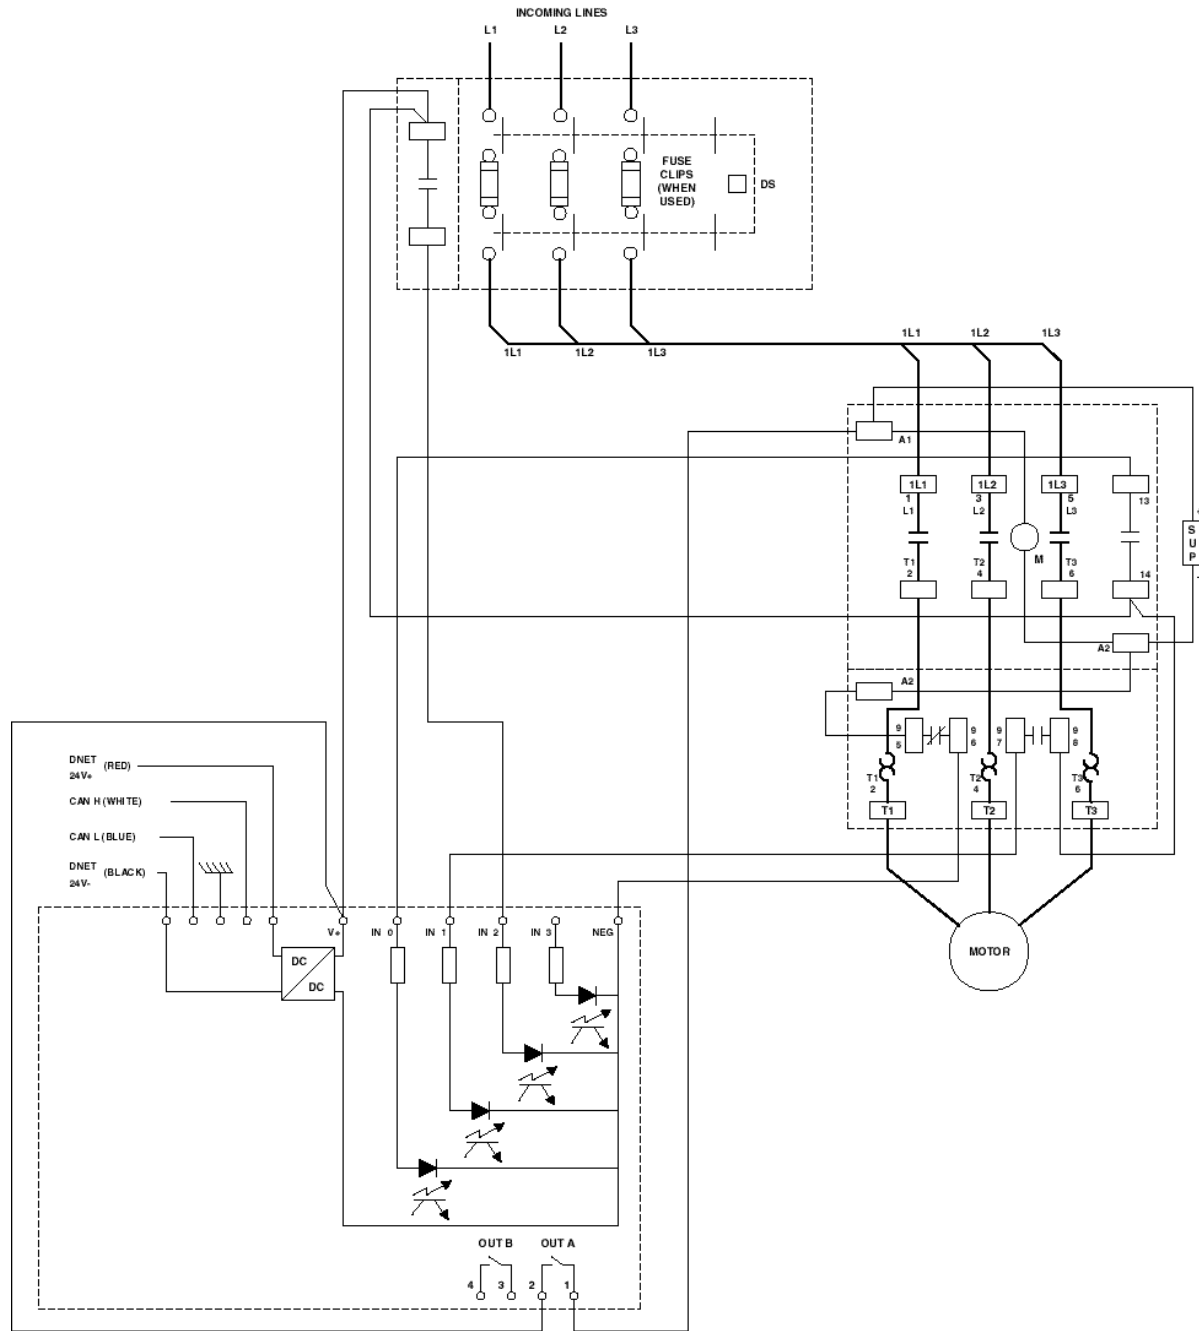 INCOMING LINES
L1 L2 L3
FUSE
CLIPS
(WHEN
USED)
DS
1L1 1L2 1L3
1L1 1L2 1L3
A1
1L1 1L2 1L3
1 3 5 13
L1 L2 L3
S
U
P
M
T1 T2 T3
2 4 6 14
A2
A2
9 9 9 9
5 6 7 8
T1 T2 T3
2 4 6
T1 T2 T3
DNET (RED)
24V+
CAN H (WHITE)
CAN L (BLUE)
DNET (BLACK)
24V-
V+ IN 0 IN 1 IN 2 IN 3 NEG
DC
DC
MOTOR
OUT B OUT A
4 3 2 1